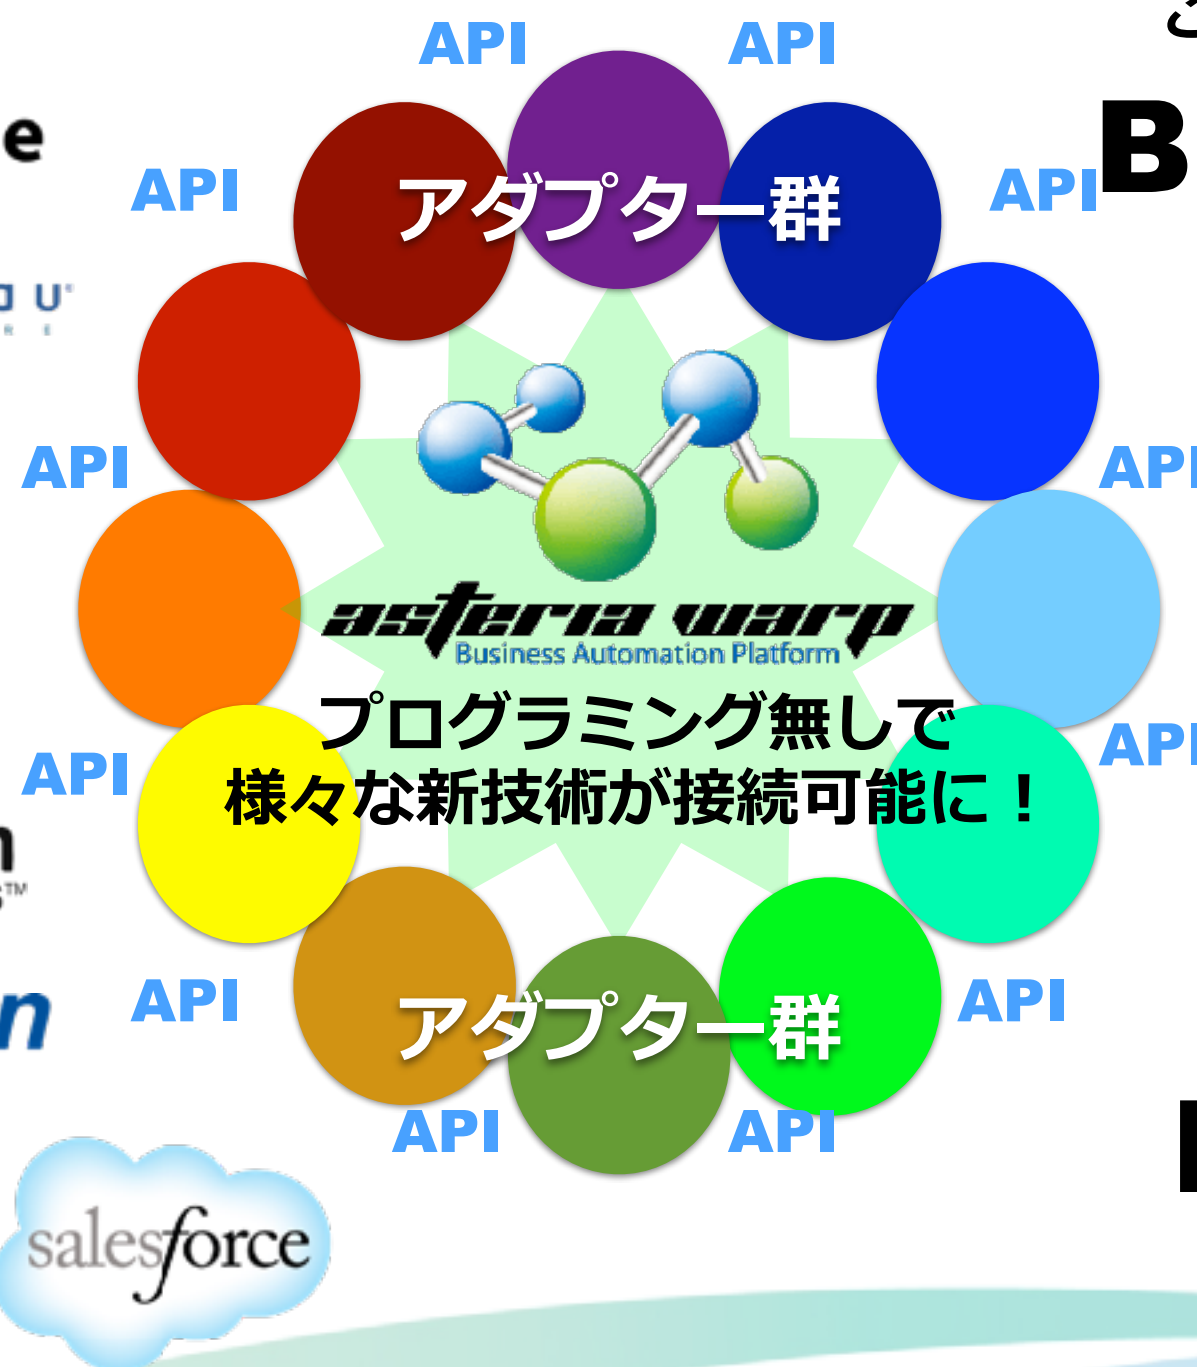 API API
B
e
API API
アダプター群
U
R E
API API
asteria warp
Business Automation Platform
プログラミング無しで
様々な新技術が接続可能に！
API API
TM
n
API API
アダプター群
API API
salesforce